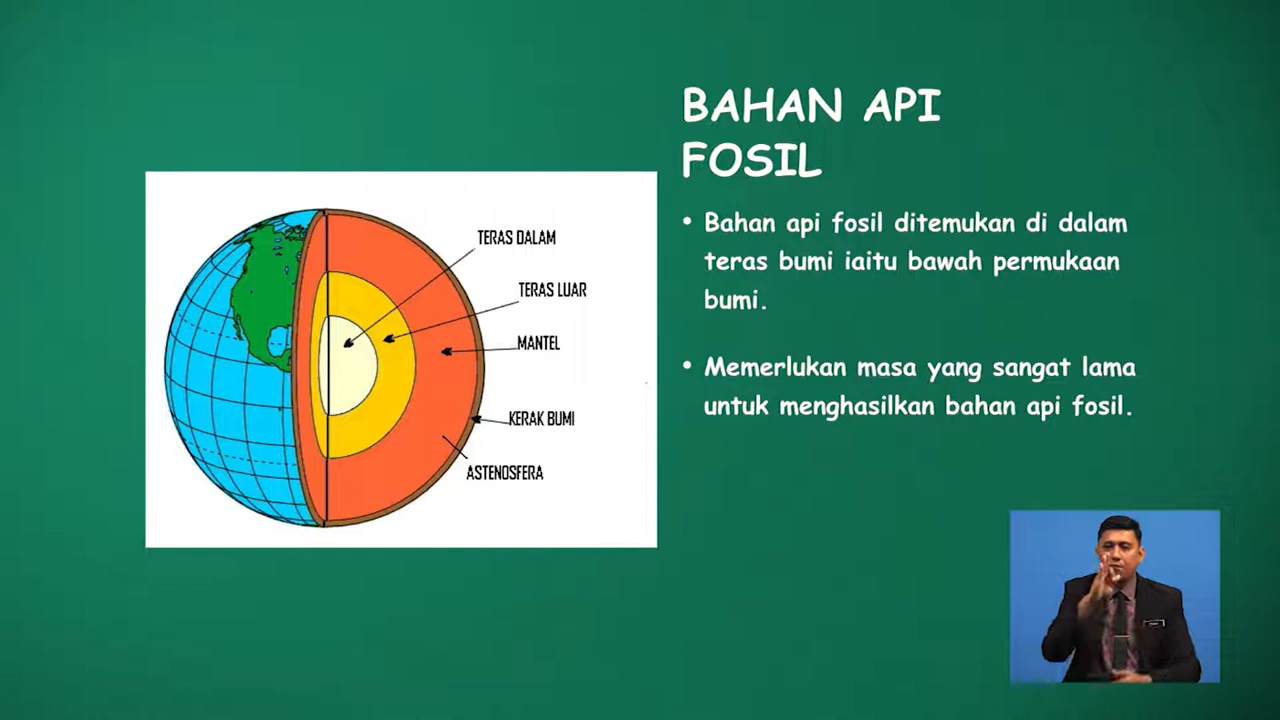 BAHAN API
FOSIL
• Bahan api fosil ditemukan di dalam
teras bumi iaitu bawah permukaan
bumi.
• Memerlukan masa yang sangat lama
untuk menghasilkan bahan api fosil.
TERAS DALAM
TERAS LUAR
MANTEL
KERAK BUMI
ASTENOSFERA